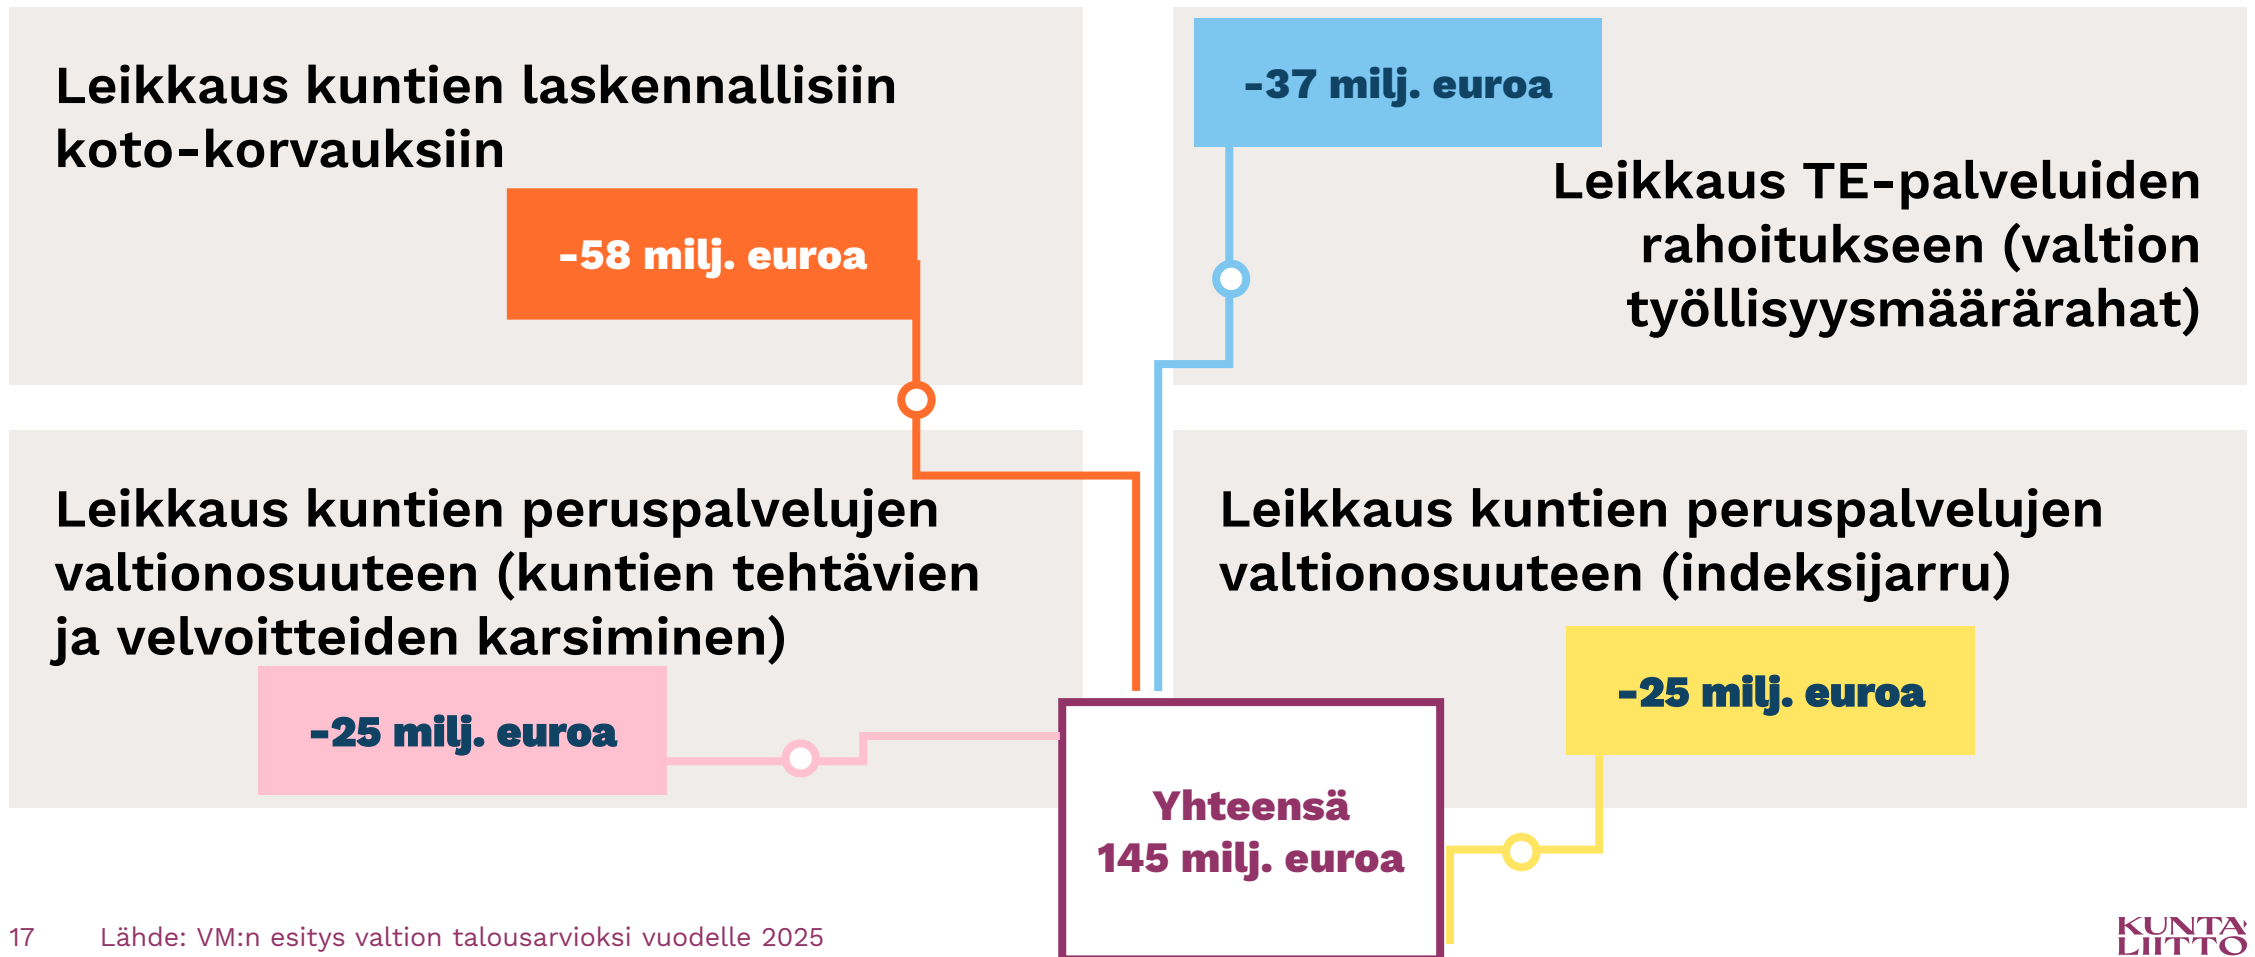 Leikkaus kuntien laskennallisiin
koto-korvauksiin
-58 milj. euroa
-37 milj. euroa
Leikkaus TE-palveluiden
rahoitukseen (valtion
työllisyysmäärärahat)
Leikkaus kuntien peruspalvelujen
valtionosuuteen (kuntien tehtävien
ja velvoitteiden karsiminen)
-25 milj. euroa
Leikkaus kuntien peruspalvelujen
valtionosuuteen (indeksijarru)
-25 milj. euroa
Yhteensä
145 milj. euroa
17 Lähde: VM:n esitys valtion talousarvioksi vuodelle 2025
KUNTA
LIITTO